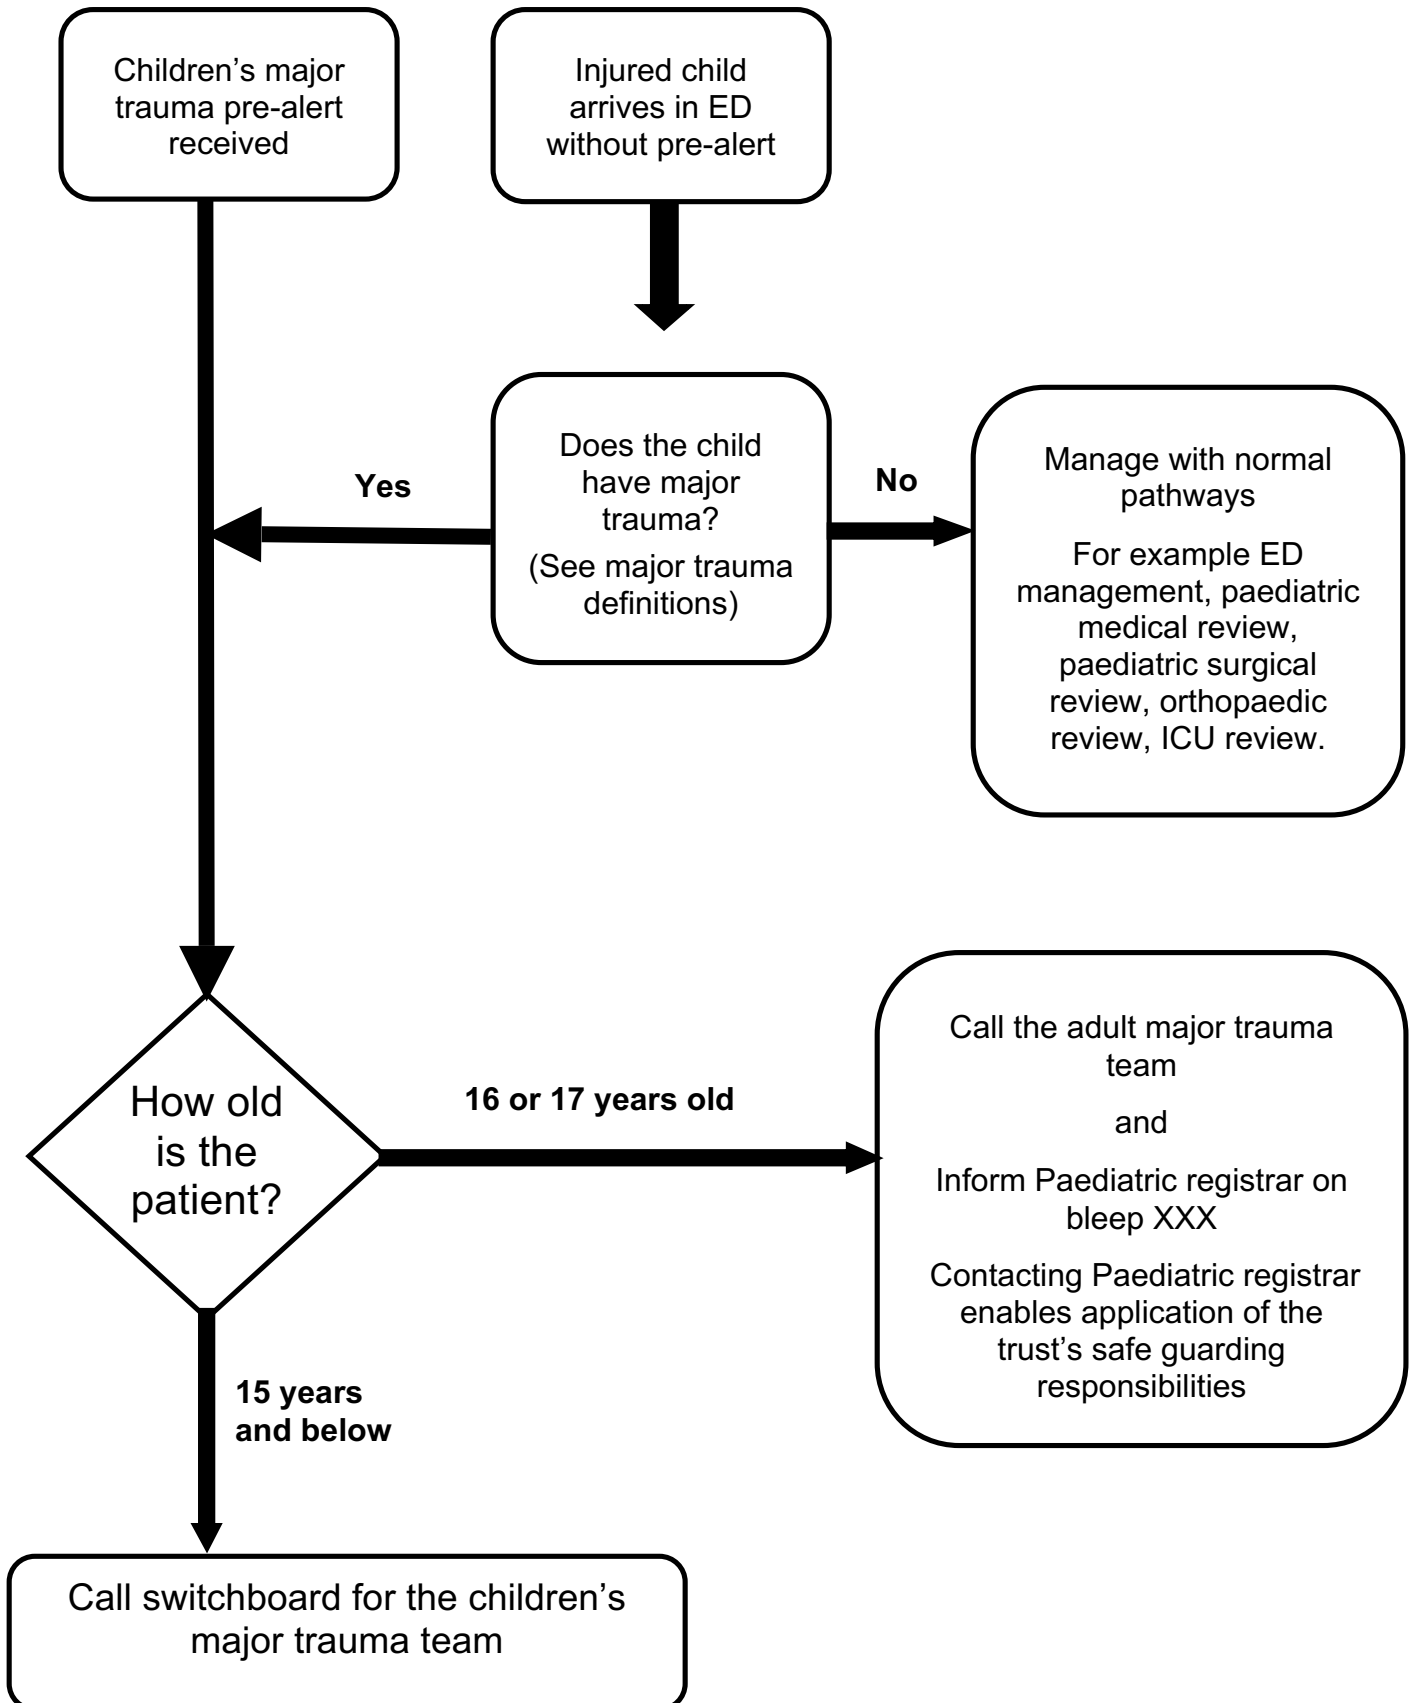 Children’s major
trauma pre-alert
received
Injured child
arrives in ED
without pre-alert
Does the child
have major
trauma?
(See major trauma
definitions)
Yes
No
Manage with normal
pathways
For example ED
management, paediatric
medical review,
paediatric surgical
review, orthopaedic
review, ICU review.
How old
is the
patient?
16 or 17 years old
Call the adult major trauma
team
and
Inform Paediatric registrar on
bleep XXX
Contacting Paediatric registrar
enables application of the
trust’s safe guarding
responsibilities
15 years
and below
Call switchboard for the children’s
major trauma team